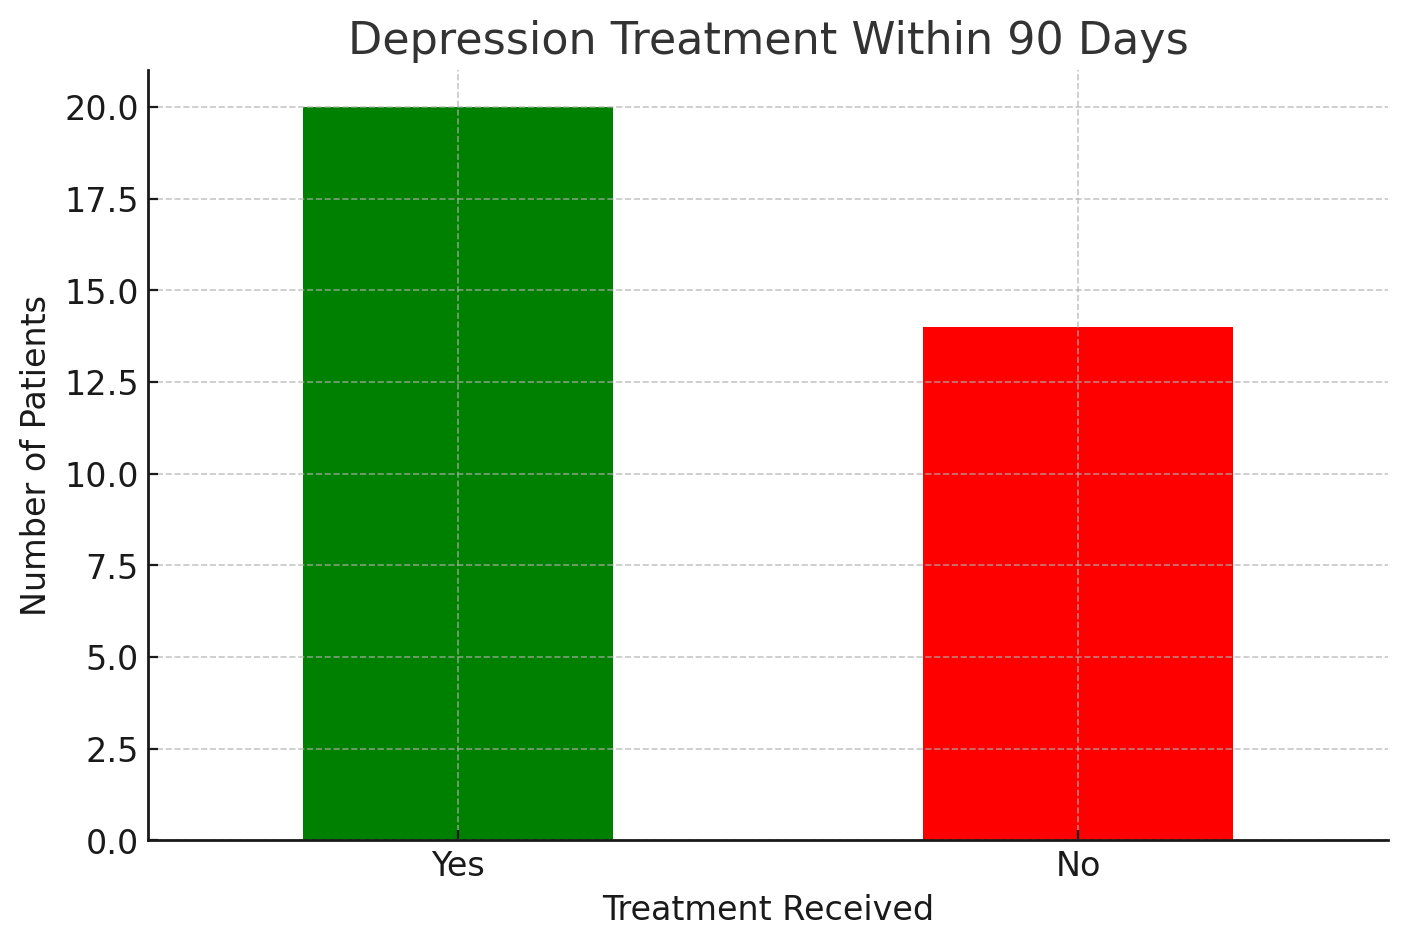 Depression Treatment Within 90 Days
20.0
17.5
15.0
12.5
10.0
7.5
5.0
2.5
0.0
Number of Patients
Yes
No
Treatment Received